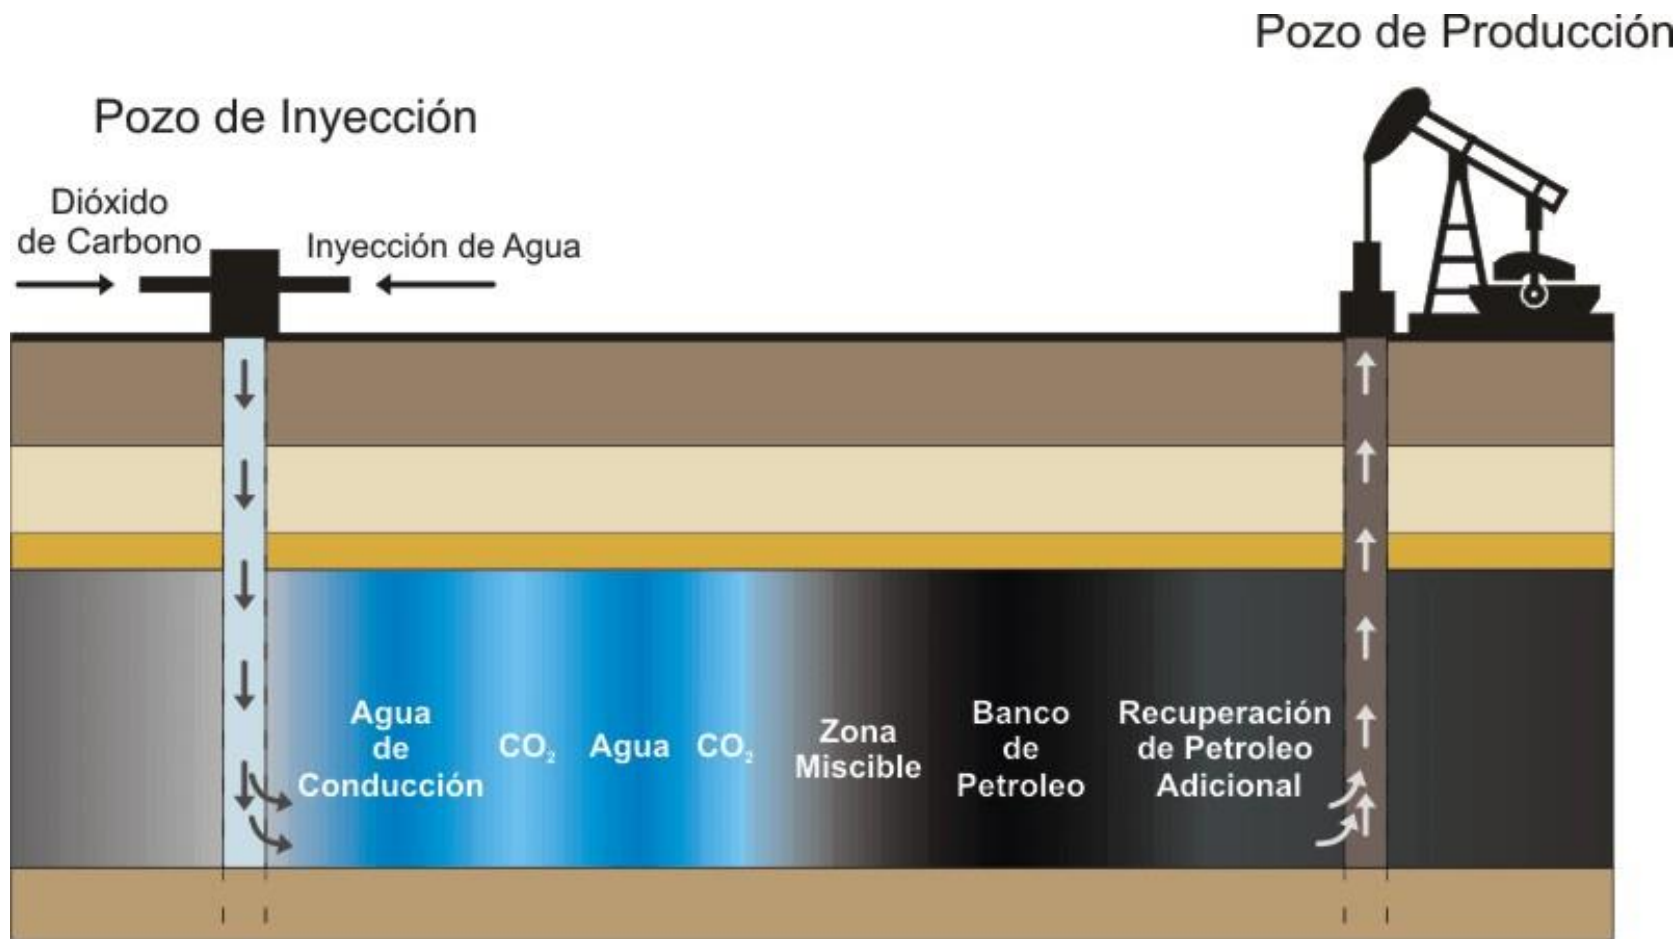 Pozo de Producción
Pozo de Inyección
Dióxido
de Carbono
Inyección de Agua
Agua
de
Conducción
CO₂
Agua
CO₂
Zona
Miscible
Banco
de
Petroleo
Recuperación
de Petroleo
Adicional